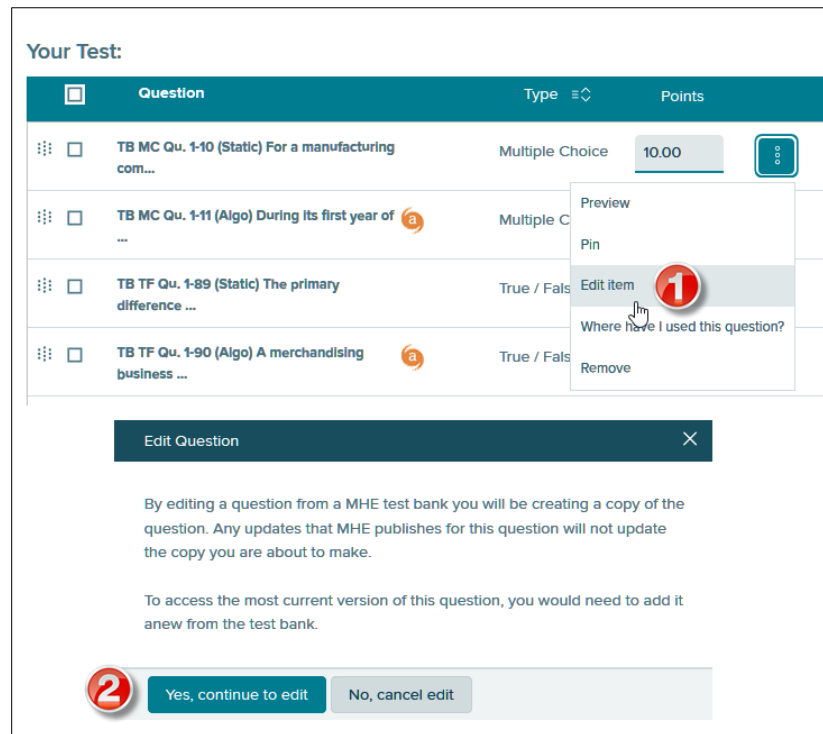 Your Test:
Question Type Points
TB MC Qu. 1-10 (Static) For a manufacturing
com...
Multiple Choice 10.00
Preview
TB MC Qu. 1-11 (Algo) During its first year of a
...
Multiple C
Pin
TB TF Qu. 1-89 (Static) The primary
difference ...
True / Fals
Edit item 1
Where have I used this question?
TB TF Qu. 1-90 (Algo) A merchandising a
business ...
True / Fals
Remove
Edit Question
By editing a question from a MHE test bank you will be creating a copy of the
question. Any updates that MHE publishes for this question will not update
the copy you are about to make.
To access the most current version of this question, you would need to add it
anew from the test bank.
2 Yes, continue to edit No, cancel edit